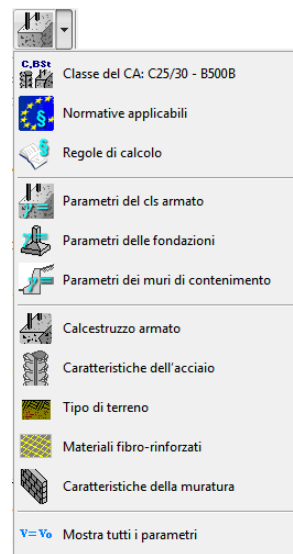 C,BSt
Classe del CA: C25/30 - B500B
§
Normative applicabili
§
Regole di calcolo
γ=
Parametri del cls armato
γ=
Parametri delle fondazioni
γ=
Parametri dei muri di contenimento
Calcestruzzo armato
Caratteristiche dell'acciaio
Tipo di terreno
Materiali fibro-rinforzati
Caratteristiche della muratura
V=Vo
Mostra tutti i parametri